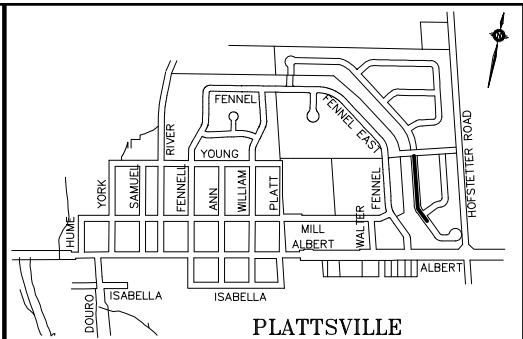 FENNEL
FENNEL EAST
HOFSTETTER ROAD
RIVER
YOUNG
YORK
SAMUEL
FENNELL
ANN
WILLIAM
PLATT
FENNEL
HUME
MILL
ALBERT
WALTER
ALBERT
DOURO
ISABELLA
ISABELLA
PLATTSVILLE